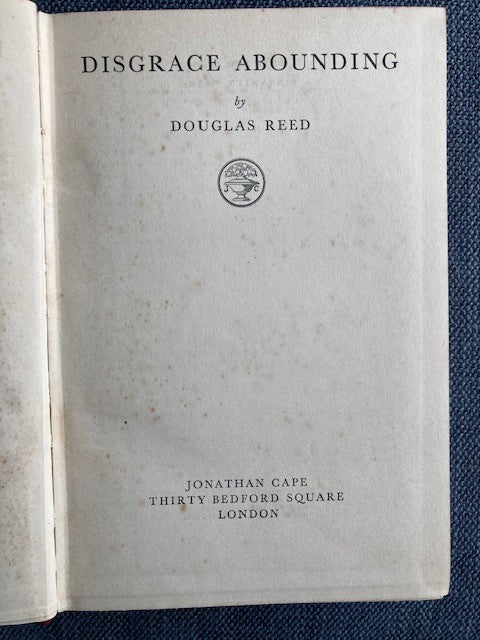 DISGRACE ABOUNDING
by
DOUGLAS REED
J C
JONATHAN CAPE
THIRTY BEDFORD SQUARE
LONDON